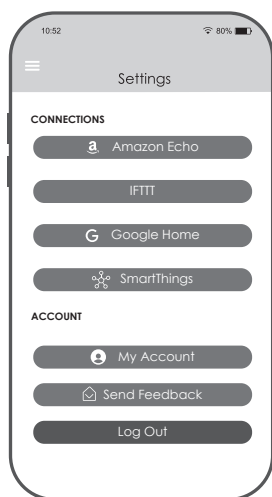 10:52 80%
Settings
CONNECTIONS
a Amazon Echo
IFTTT
G Google Home
SmartThings
ACCOUNT
My Account
Send Feedback
Log Out